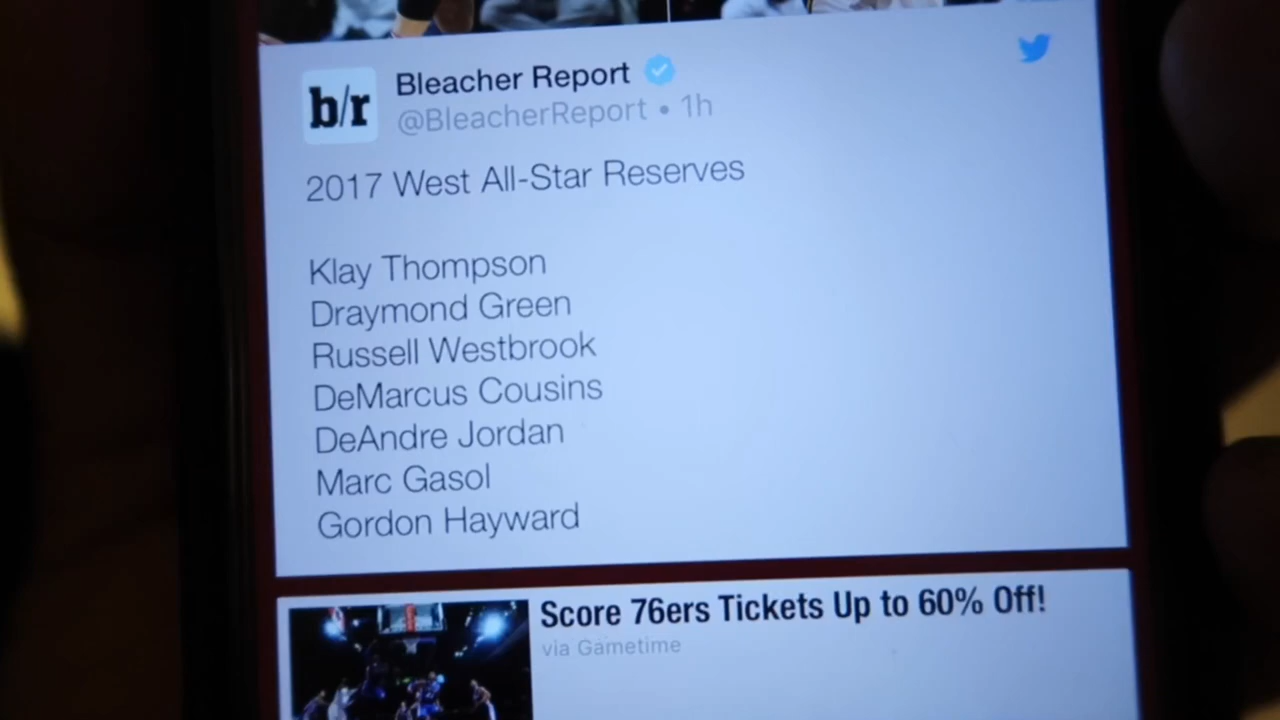 b/r
Bleacher Report
@BleacherReport • 1h
2017 West All-Star Reserves
Klay Thompson
Draymond Green
Russell Westbrook
DeMarcus Cousins
DeAndre Jordan
Marc Gasol
Gordon Hayward
Score 76ers Tickets Up to 60% Off!
via Gametime